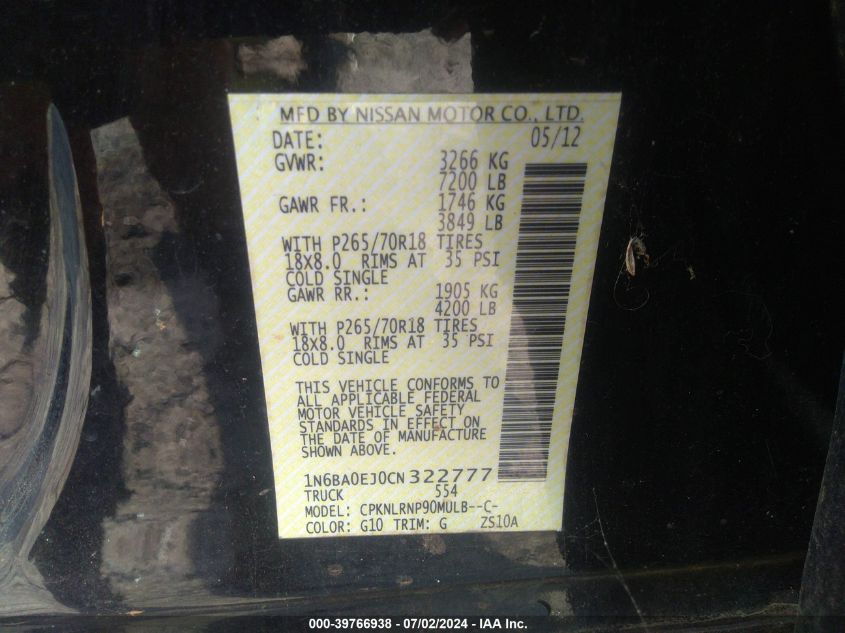 MFD BY NISSAN MOTOR CO., LTD.
DATE: 05/12
GVWR: 3266 KG
7200 LB
GAWR FR.: 1746 KG
3849 LB
WITH P265/70R18 TIRES
18X8.0 RIMS AT 35 PSI
COLD SINGLE
GAWR RR.: 1905 KG
4200 LB
WITH P265/70R18 TIRES
18X8.0 RIMS AT 35 PSI
COLD SINGLE
THIS VEHICLE CONFORMS TO
ALL APPLICABLE FEDERAL
MOTOR VEHICLE SAFETY
STANDARDS IN EFFECT ON
THE DATE OF MANUFACTURE
SHOWN ABOVE.
1N6BA0EJ0CN322777
TRUCK 554
MODEL: CPKNLRNP90MULB--C-
COLOR: G10 TRIM: G ZS10A
000-39766938 - 07/02/2024 - IAA Inc.